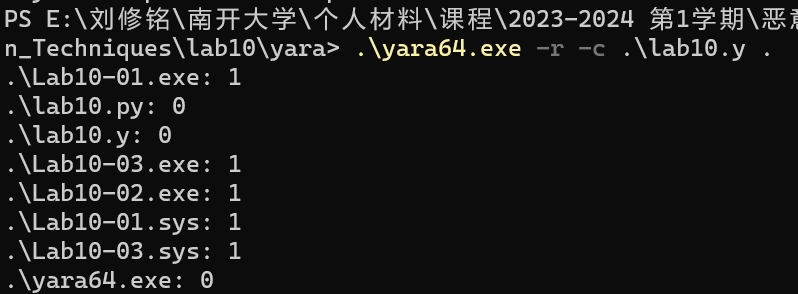 PS E:\刘修铭\南开大学\个人材料\课程\2023-2024 第1学期\恶意
n_Techniques\lab10\yara> .\yara64.exe -r -c .\lab10.y .
.\Lab10-01.exe: 1
.\lab10.py: 0
.\lab10.y: 0
.\Lab10-03.exe: 1
.\Lab10-02.exe: 1
.\Lab10-01.sys: 1
.\Lab10-03.sys: 1
.\yara64.exe: 0